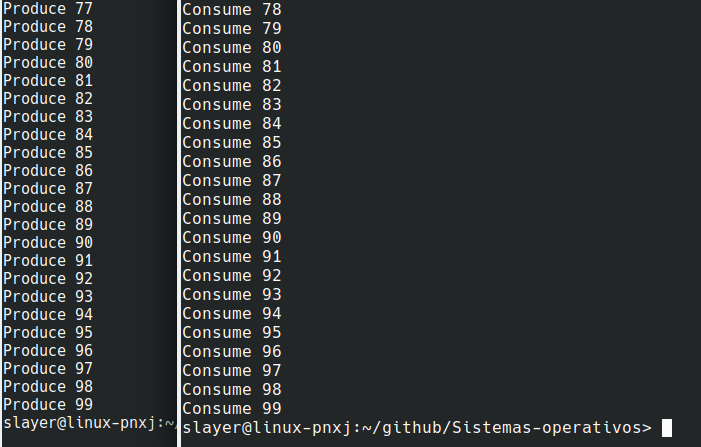 Produce 77
Produce 78
Produce 79
Produce 80
Produce 81
Produce 82
Produce 83
Produce 84
Produce 85
Produce 86
Produce 87
Produce 88
Produce 89
Produce 90
Produce 91
Produce 92
Produce 93
Produce 94
Produce 95
Produce 96
Produce 97
Produce 98
Produce 99
slayer@linux-pnxj:~/
Consume 78
Consume 79
Consume 80
Consume 81
Consume 82
Consume 83
Consume 84
Consume 85
Consume 86
Consume 87
Consume 88
Consume 89
Consume 90
Consume 91
Consume 92
Consume 93
Consume 94
Consume 95
Consume 96
Consume 97
Consume 98
Consume 99
slayer@linux-pnxj:~/github/Sistemas-operativos>